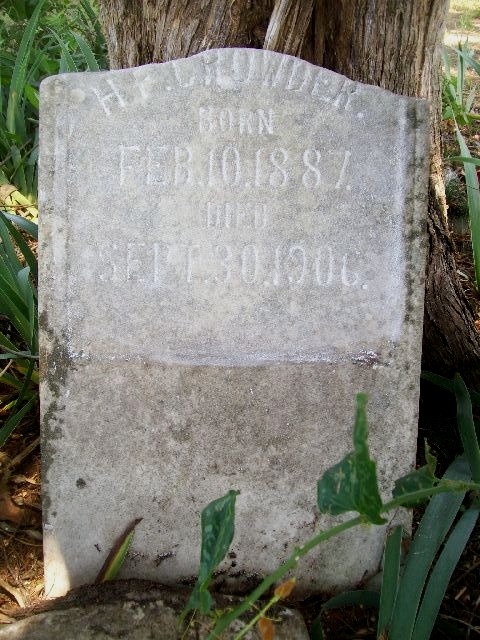 H.P. CROWDER.
BORN
FEB.10.1887.
DIED
SEPT.30.1906.